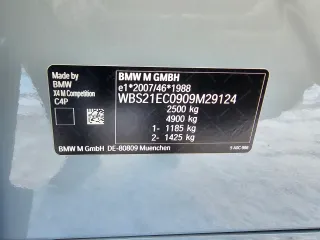 Made by
BMW
X4 M Competition
C4P
BMW M GMBH
e1*2007/46*1988
WBS21EC0909M29124
2500 kg
4900 kg
1- 1185 kg
2- 1425 kg
BMW M GmbH DE-80809 Muenchen